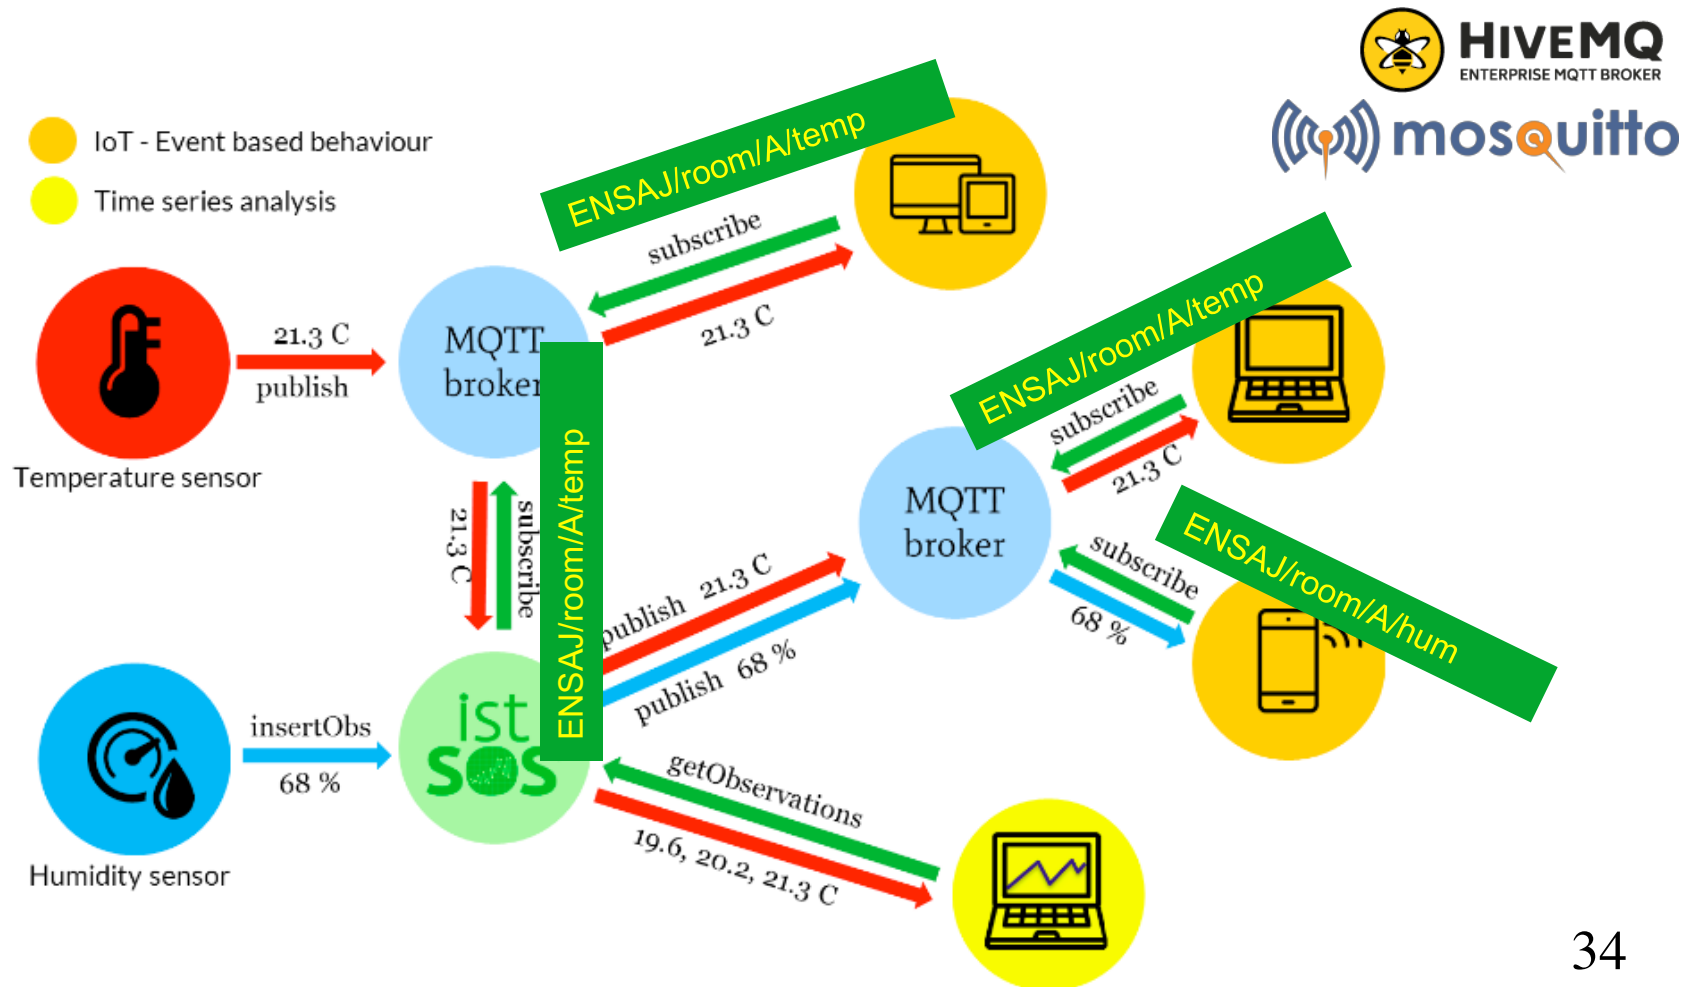 HIVEMQ
ENTERPRISE MQTT BROKER
mosquitto
IoT - Event based behaviour
Time series analysis
ENSAJ/room/A/temp
subscribe
21.3 C
21.3 C
publish
MQTT
broker
Temperature sensor
ENSAJ/room/A/temp
subscribe
21.3 C
21.3 C
subscribe
ENSAJ/room/A/temp
MQTT
broker
ENSAJ/room/A/hum
subscribe
68 %
publish 21.3 C
publish 68 %
insertObs
68 %
ist
SOS
Humidity sensor
getObservations
19.6, 20.2, 21.3 C
34